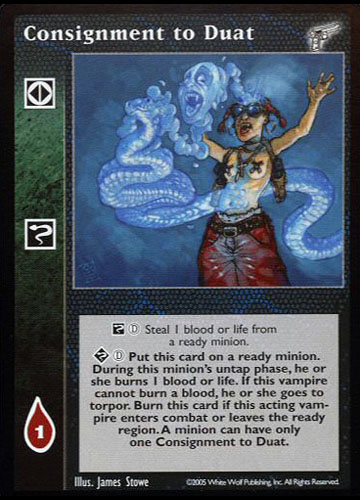 Consignment to Duat
Ⓓ Steal 1 blood or life from
a ready minion.
Ⓓ Put this card on a ready minion.
During this minion's untap phase, he or
she burns 1 blood or life. If this vampire
cannot burn a blood, he or she goes to
torpor. Burn this card if this acting vam-
pire enters combat or leaves the ready
region. A minion can have only
one Consignment to Duat.
1
Illus. James Stowe ©2005 White Wolf Publishing, Inc. All Rights Reserved.